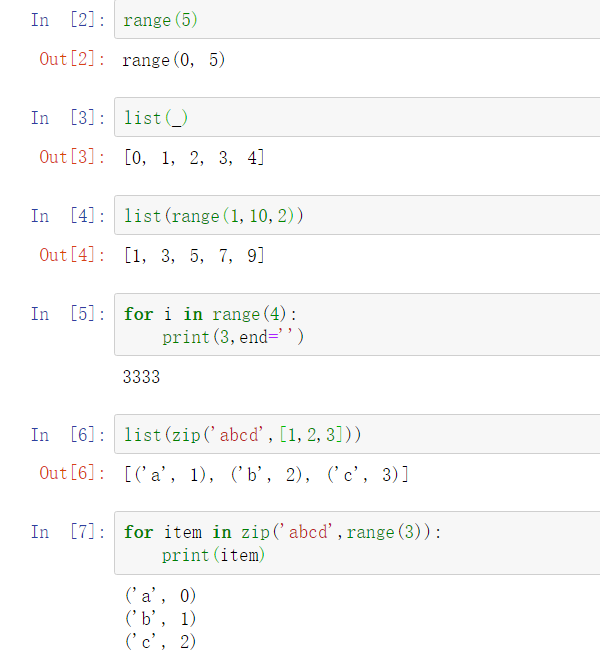 In [2]: range(5)
Out[2]: range(0, 5)
In [3]: list(_)
Out[3]: [0, 1, 2, 3, 4]
In [4]: list(range(1,10,2))
Out[4]: [1, 3, 5, 7, 9]
In [5]: for i in range(4):
    print(3,end='')
3333
In [6]: list(zip('abcd',[1,2,3]))
Out[6]: [('a', 1), ('b', 2), ('c', 3)]
In [7]: for item in zip('abcd',range(3)):
    print(item)
('a', 0)
('b', 1)
('c', 2)